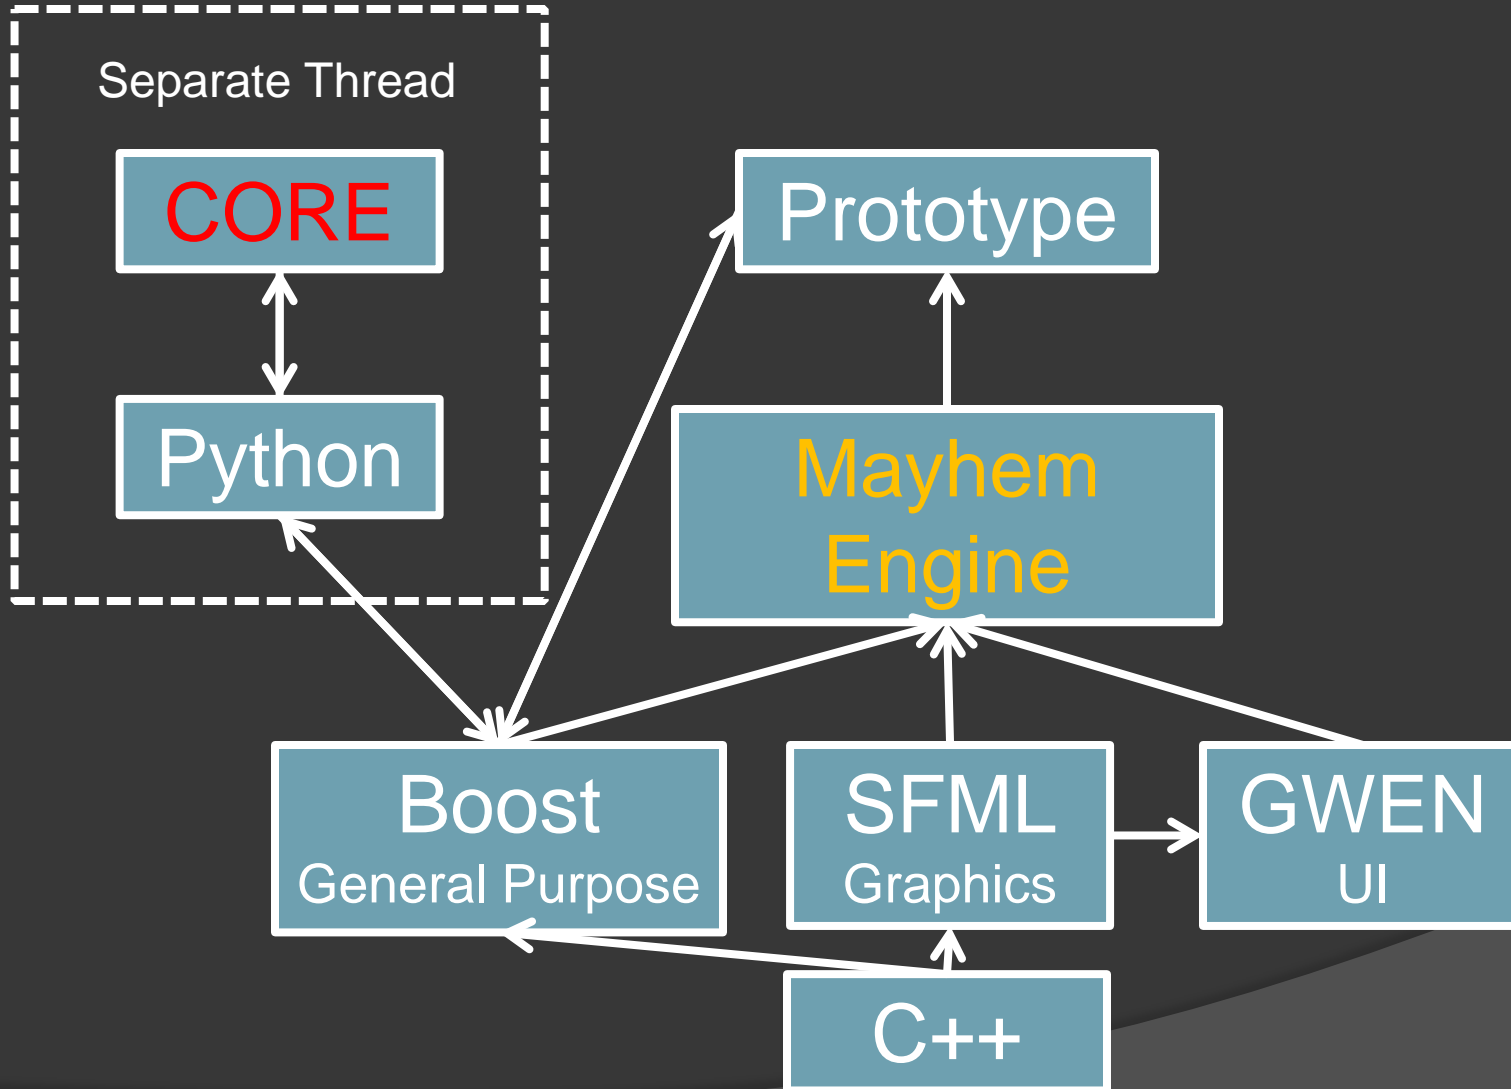 Separate Thread
CORE
Prototype
Python
Mayhem
Engine
Boost
General Purpose
SFML
Graphics
GWEN
UI
C++